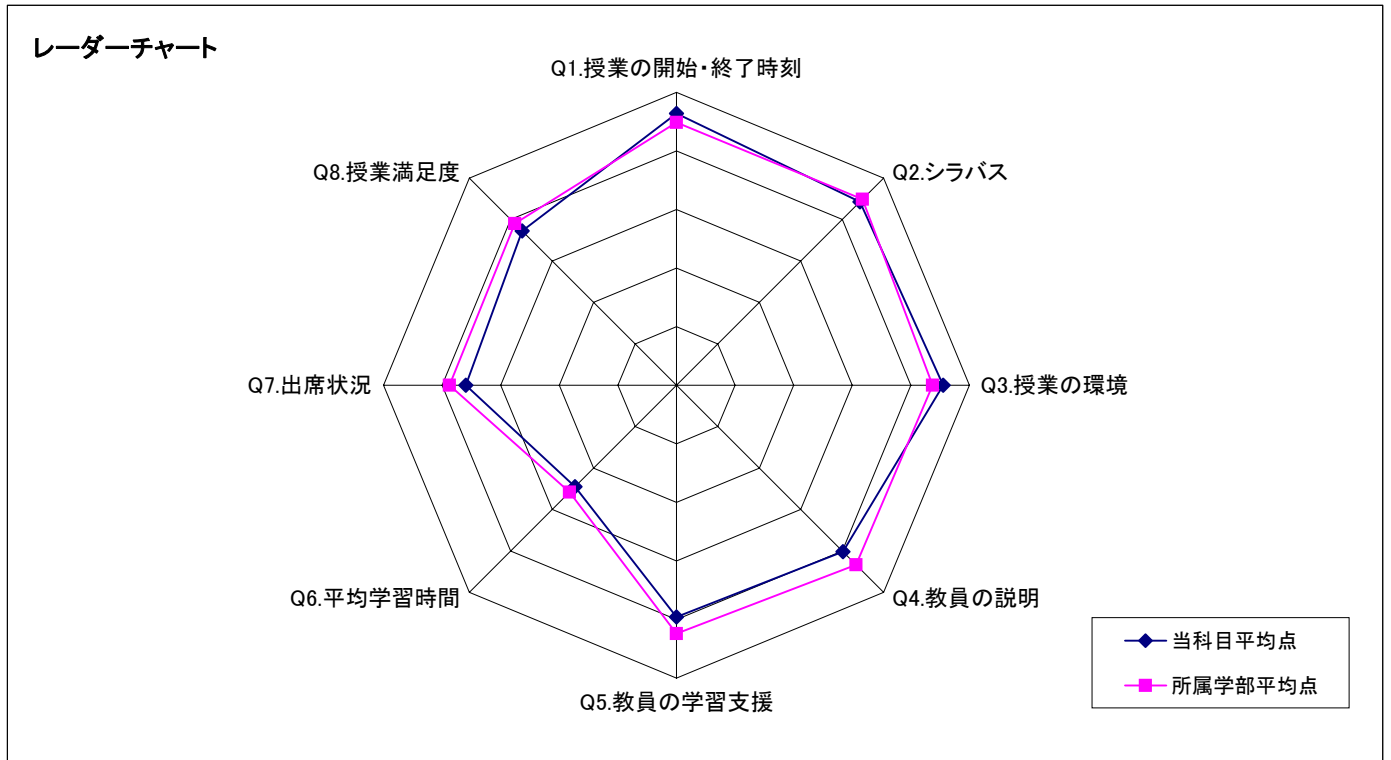 レーダーチャート
Q1.授業の開始・終了時刻
Q8.授業満足度
Q2.シラバス
Q7.出席状況
Q3.授業の環境
Q6.平均学習時間
Q4.教員の説明
Q5.教員の学習支援
当科目平均点
所属学部平均点